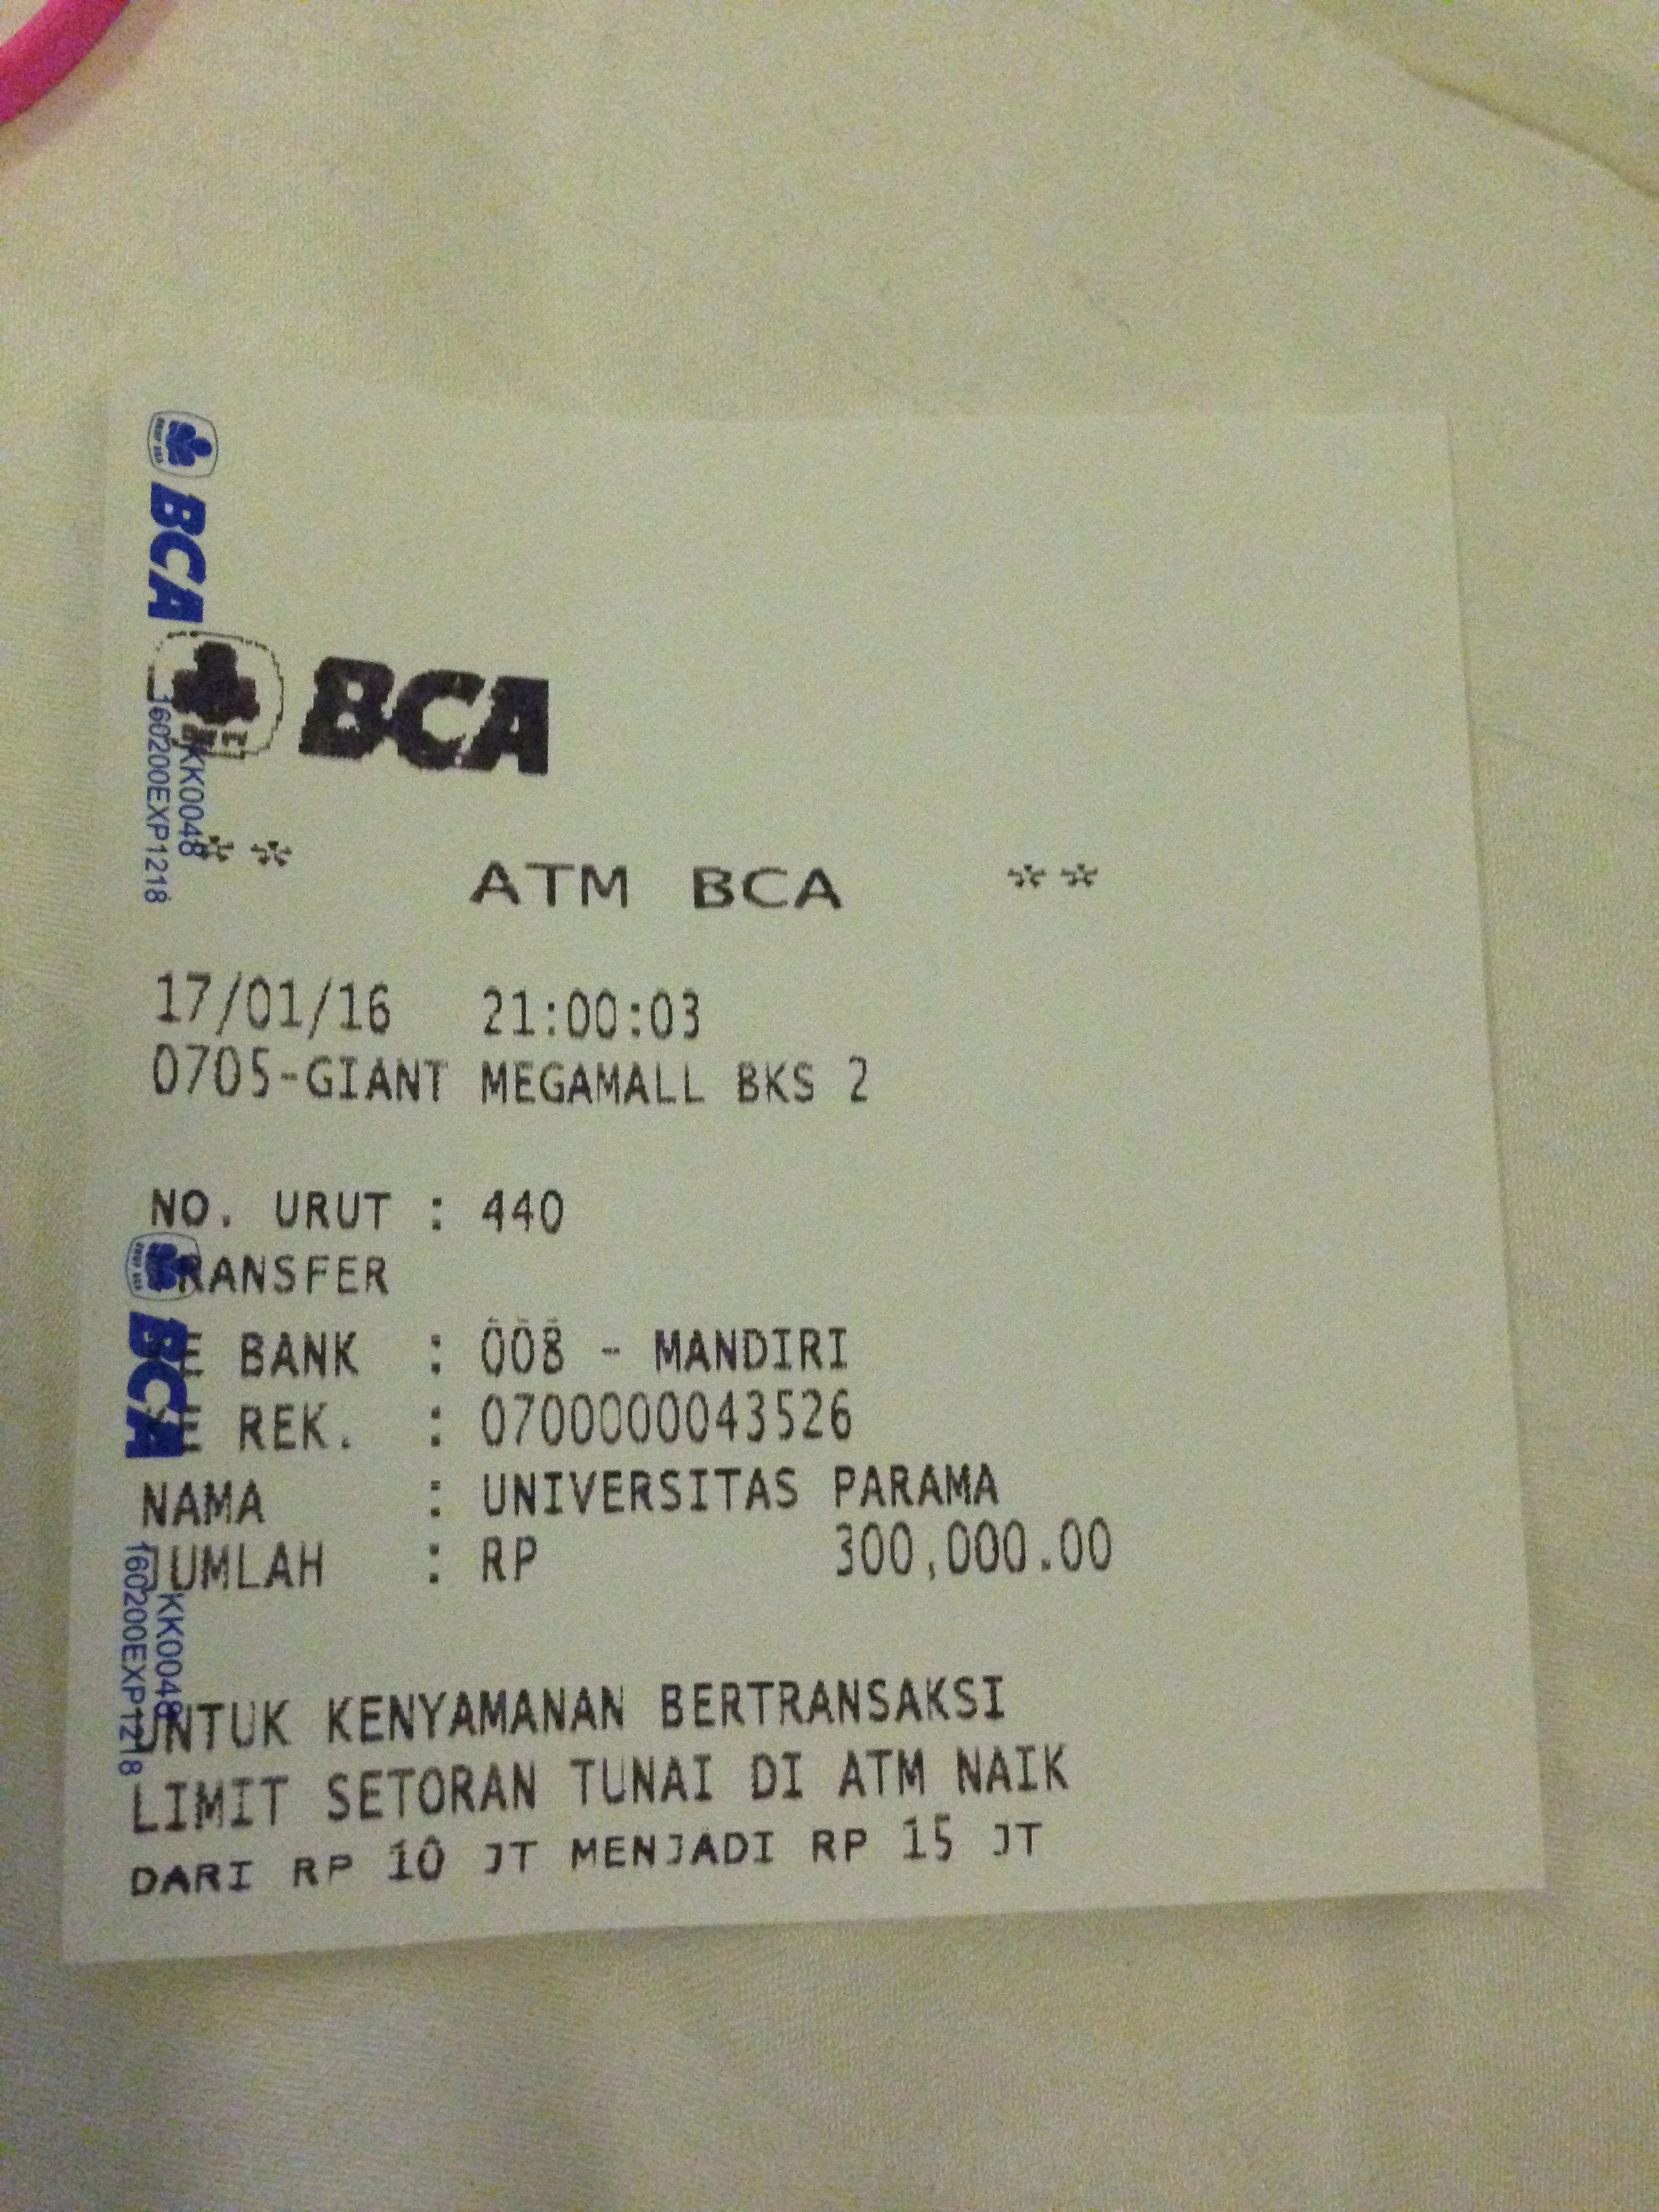 BCA
160200EXP1218
KK0048
BCA
** ATM BCA **
17/01/16 21:00:03
0705-GIANT MEGAMALL BKS 2
NO. URUT : 440
TRANSFER
KE BANK : 008 - MANDIRI
KE REK. : 0700000043526
NAMA : UNIVERSITAS PARAMA
JUMLAH : RP 300,000.00
BCA
160200EXP1218
KK0048
UNTUK KENYAMANAN BERTRANSAKSI
LIMIT SETORAN TUNAI DI ATM NAIK
DARI RP 10 JT MENJADI RP 15 JT